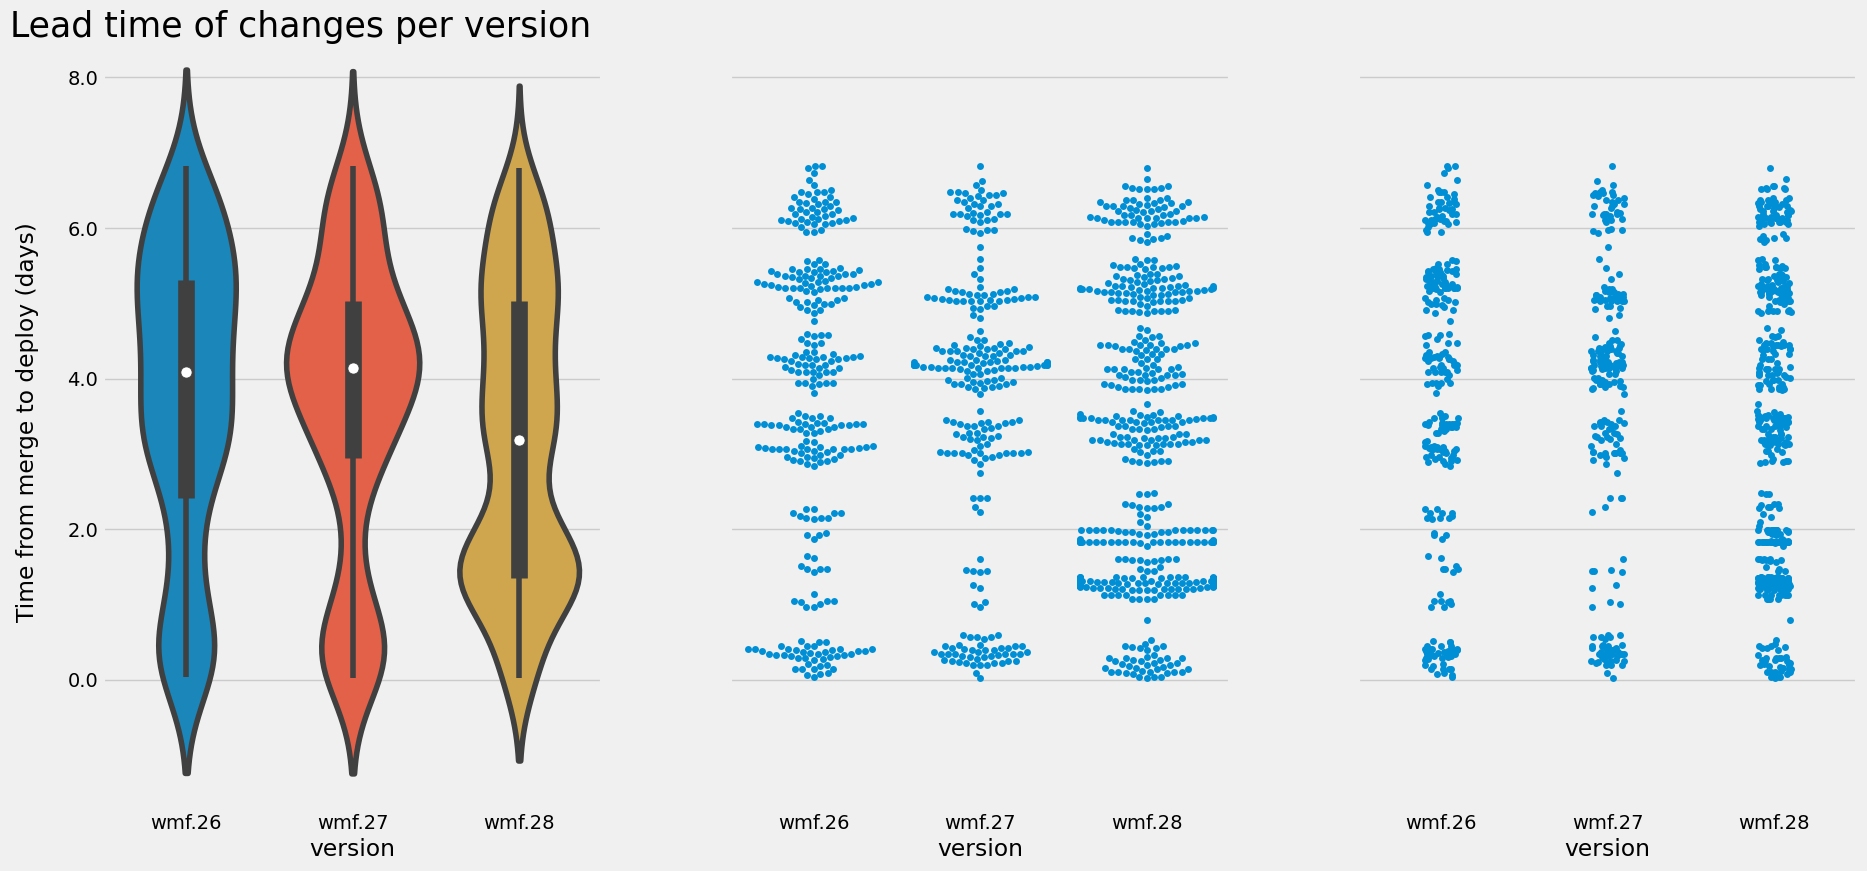 Lead time of changes per version
Time from merge to deploy (days)
8.0
6.0
4.0
2.0
0.0
wmf.26 wmf.27 wmf.28
version
wmf.26 wmf.27 wmf.28
version
wmf.26 wmf.27 wmf.28
version